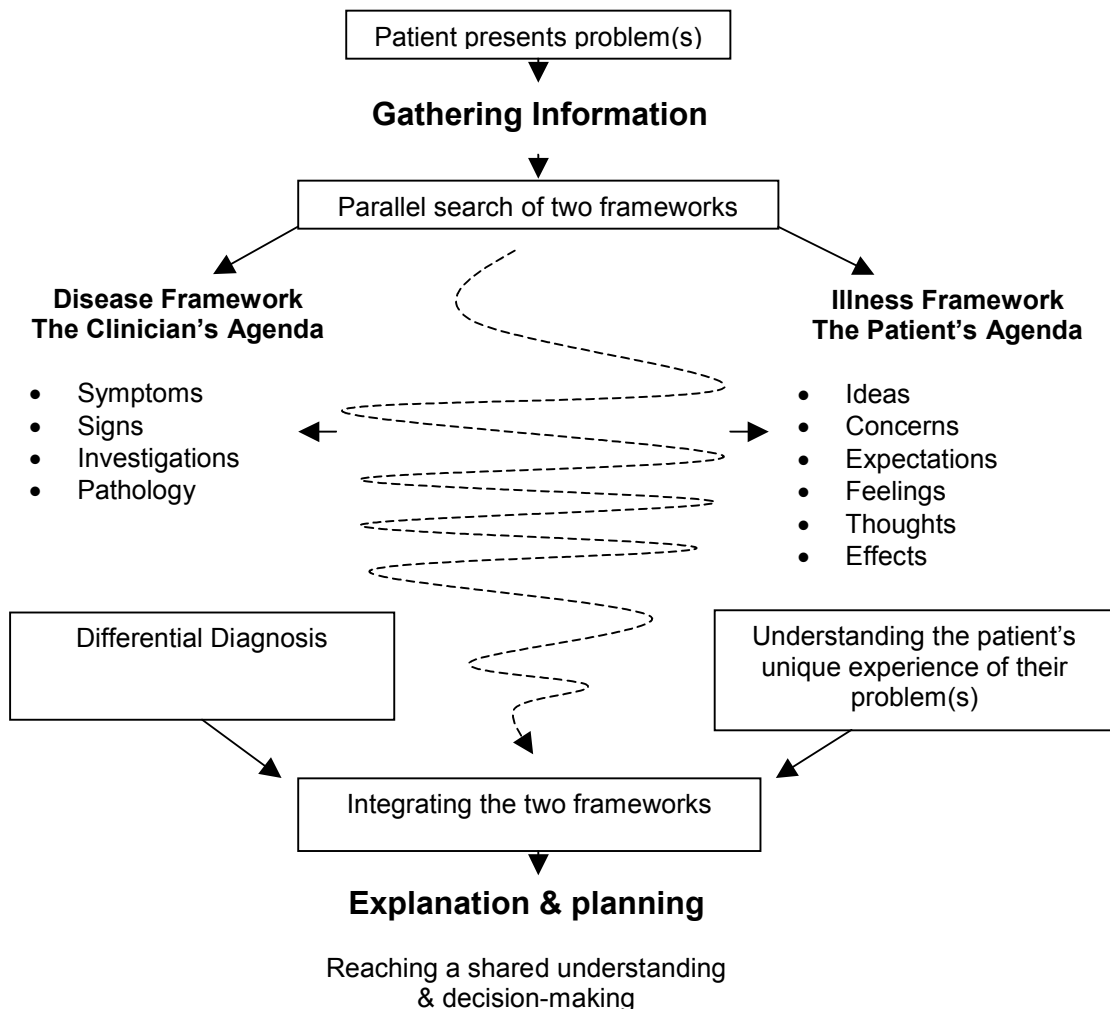 Patient presents problem(s)
Gathering Information
Parallel search of two frameworks
Disease Framework
The Clinician’s Agenda
• Symptoms
• Signs
• Investigations
• Pathology
Illness Framework
The Patient’s Agenda
• Ideas
• Concerns
• Expectations
• Feelings
• Thoughts
• Effects
Differential Diagnosis
Understanding the patient’s
unique experience of their
problem(s)
Integrating the two frameworks
Explanation & planning
Reaching a shared understanding
& decision-making